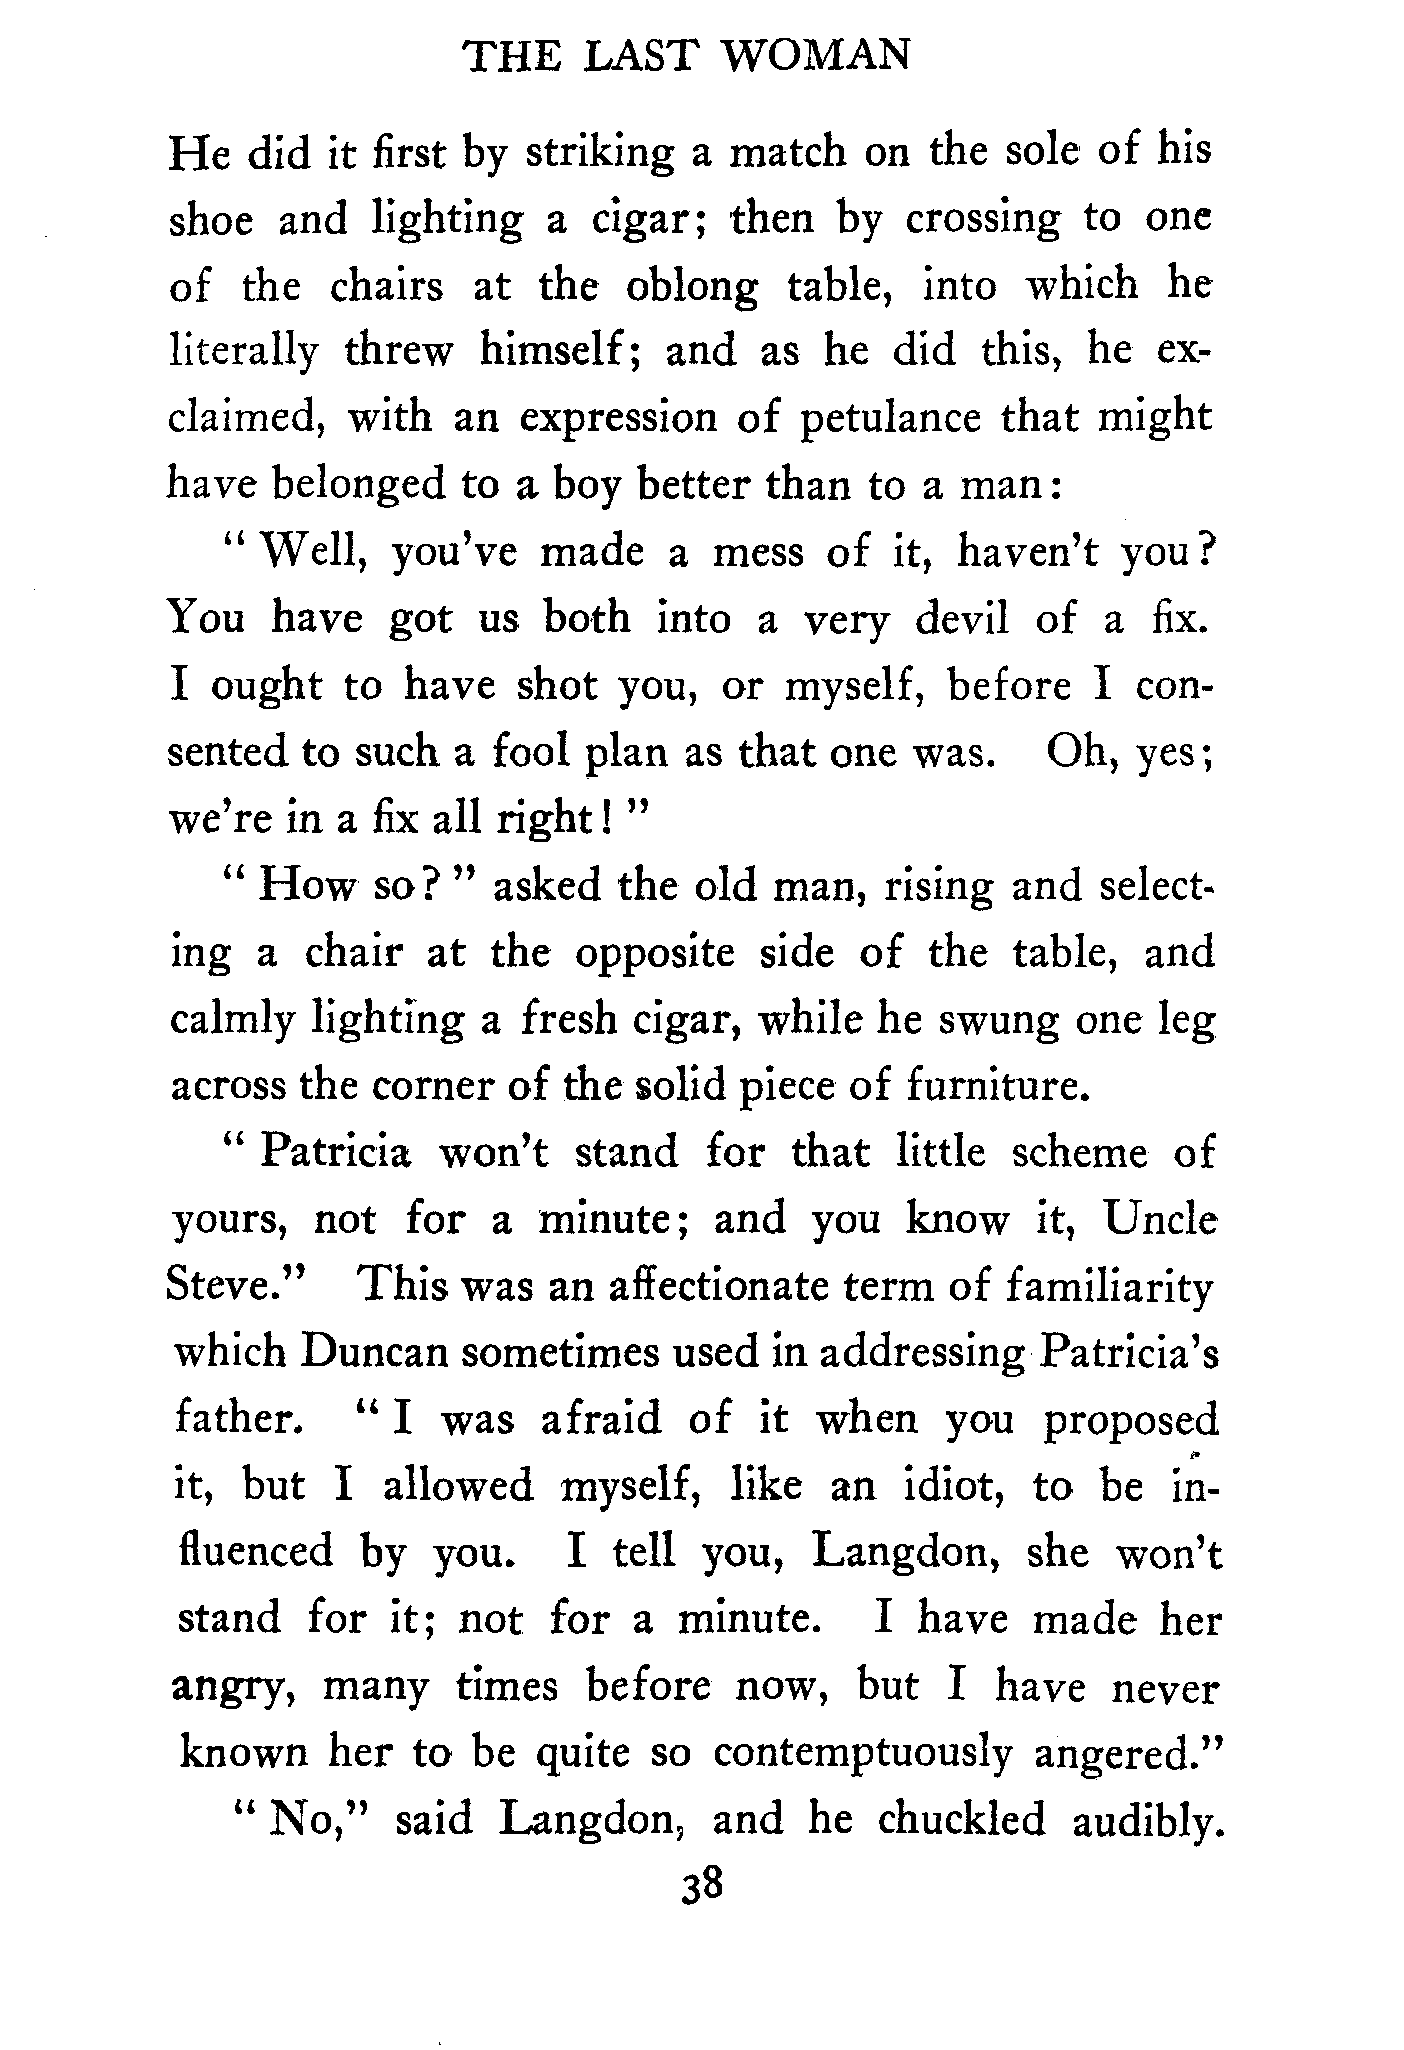 THE LAST WOMAN
He did it first by striking a match on the sole of his
shoe and lighting a cigar; then by crossing to one
of the chairs at the oblong table, into which he
literally threw himself; and as he did this, he ex-
claimed, with an expression of petulance that might
have belonged to a boy better than to a man:
“ Well, you've made a mess of it, haven't you?
You have got us both into a very devil of a fix.
I ought to have shot you, or myself, before I con-
sented to such a fool plan as that one was. Oh, yes;
we're in a fix all right! ”
“ How so? ” asked the old man, rising and select-
ing a chair at the opposite side of the table, and
calmly lighting a fresh cigar, while he swung one leg
across the corner of the solid piece of furniture.
“ Patricia won't stand for that little scheme of
yours, not for a minute; and you know it, Uncle
Steve.” This was an affectionate term of familiarity
which Duncan sometimes used in addressing Patricia's
father. “ I was afraid of it when you proposed
it, but I allowed myself, like an idiot, to be in-
fluenced by you. I tell you, Langdon, she won't
stand for it; not for a minute. I have made her
angry, many times before now, but I have never
known her to be quite so contemptuously angered.”
“ No,” said Langdon, and he chuckled audibly.
38